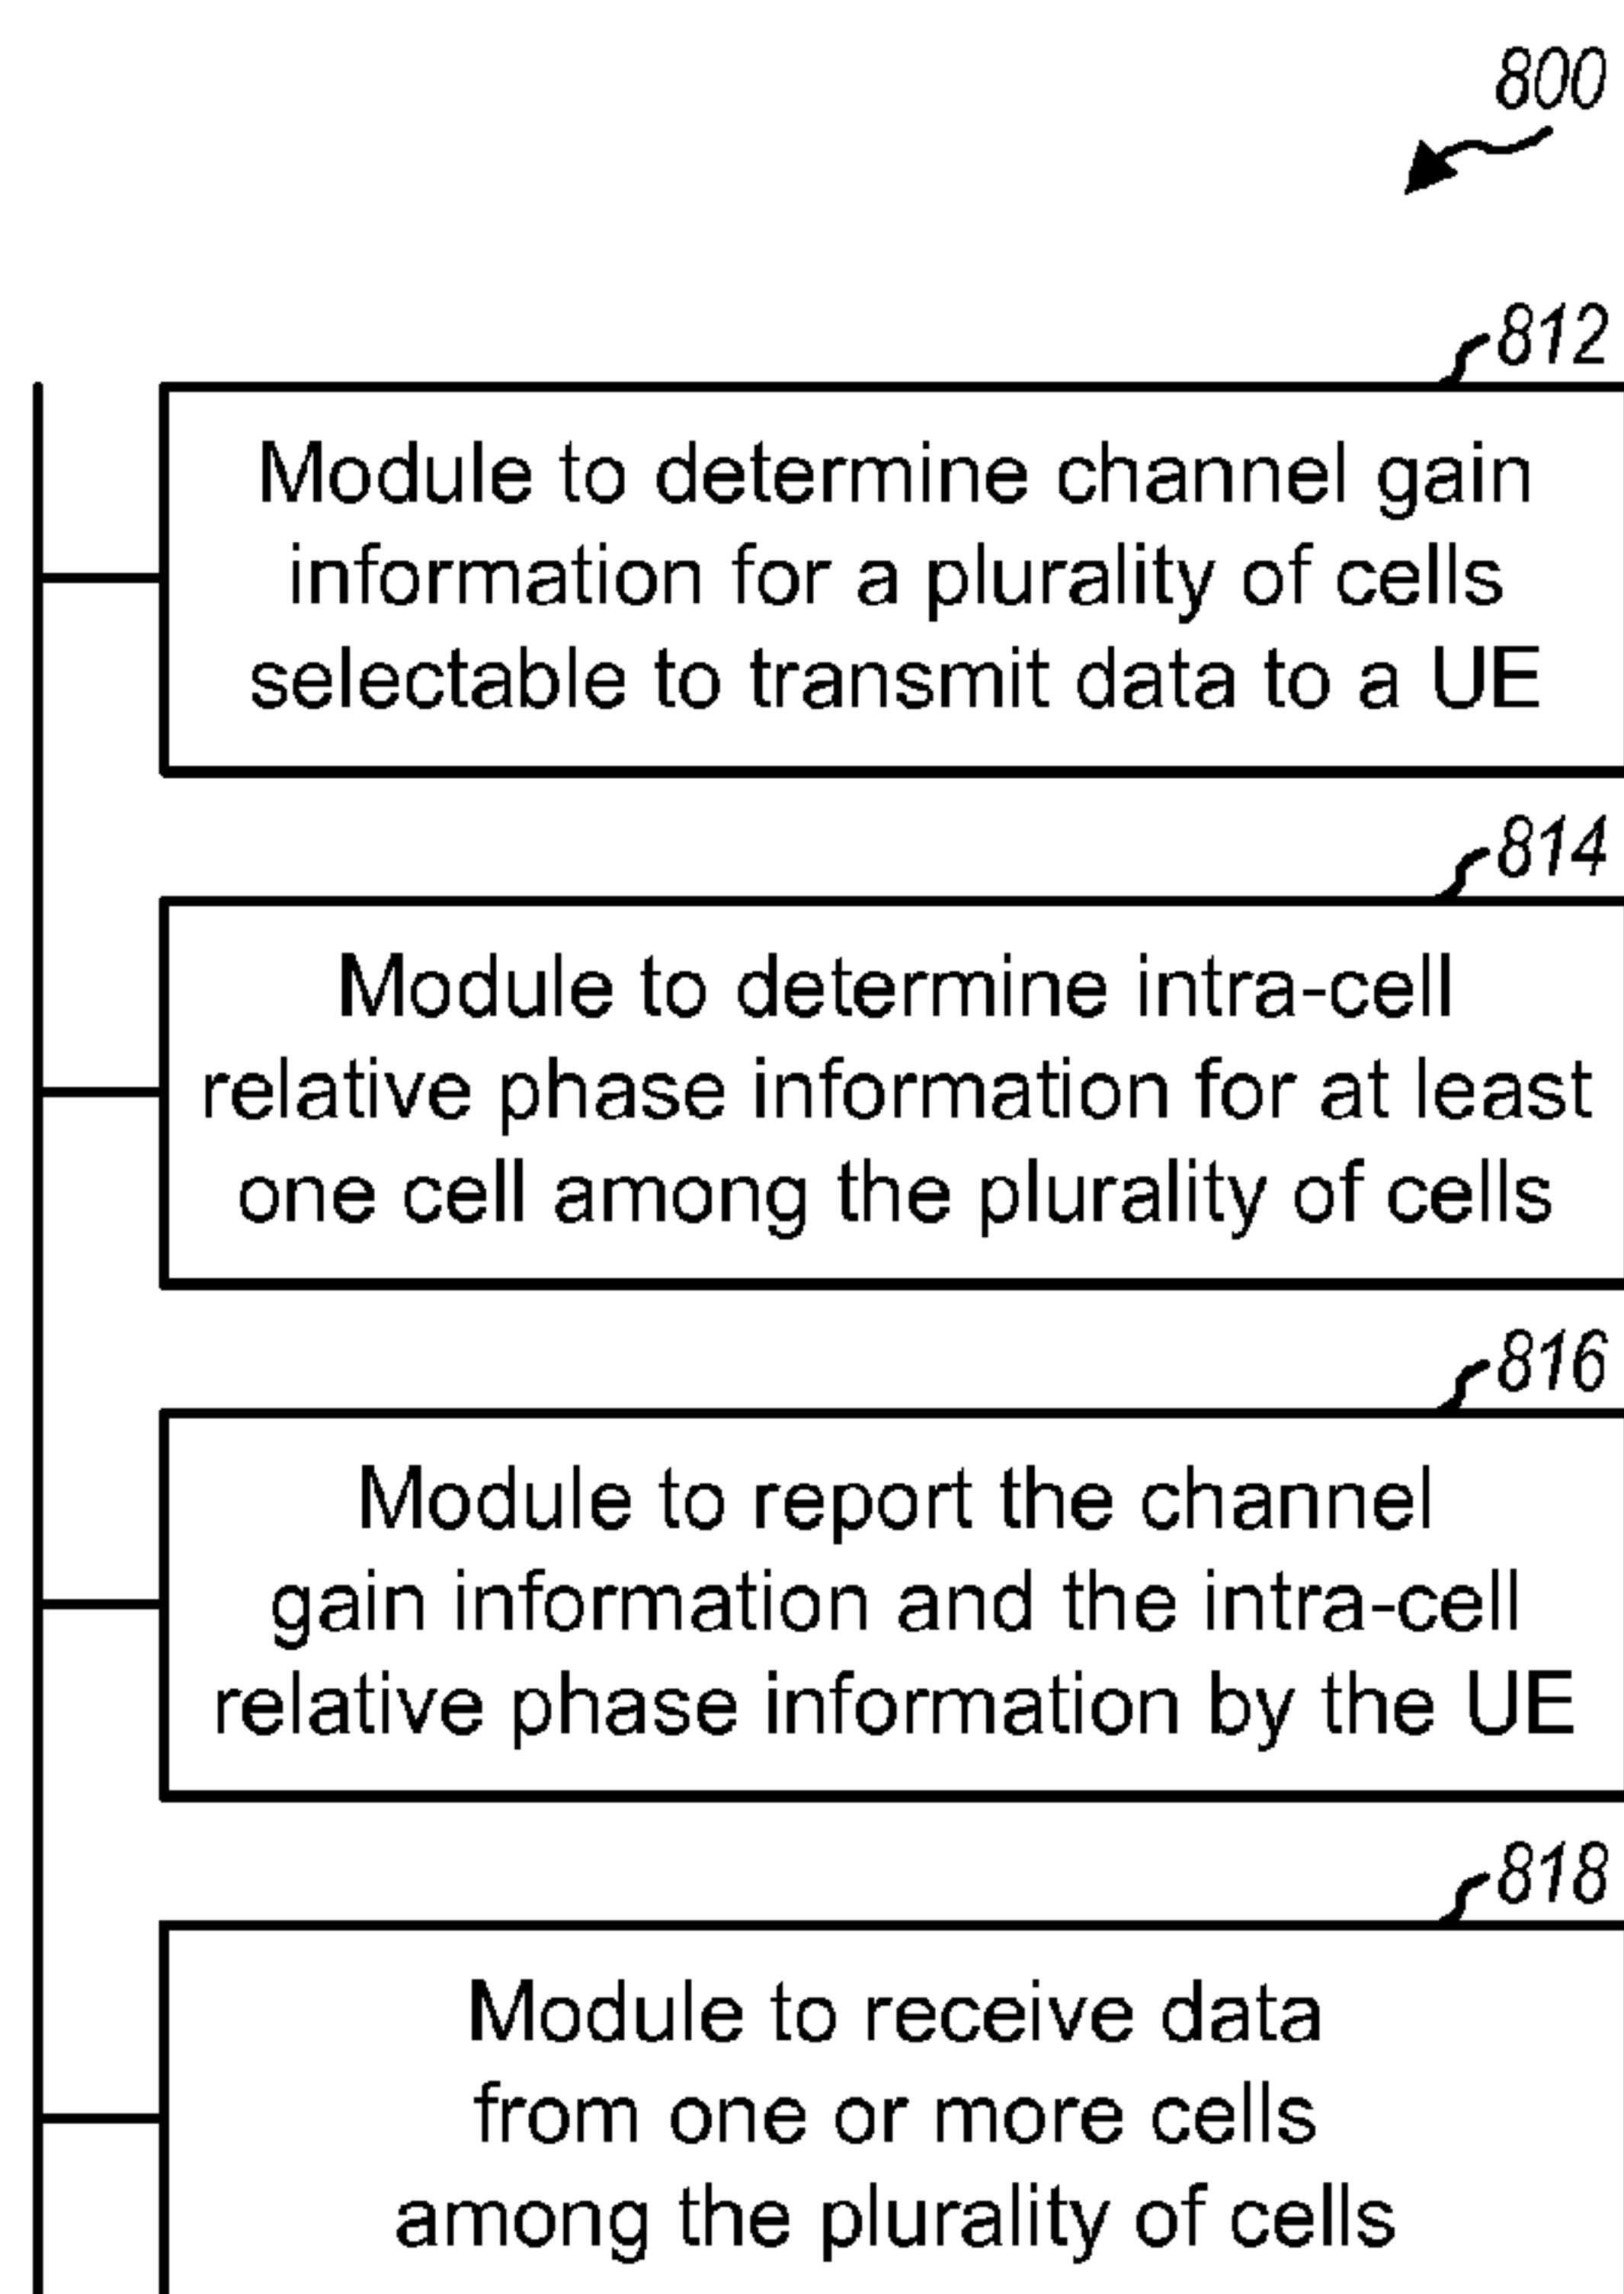 800
812
Module to determine channel gain
information for a plurality of cells
selectable to transmit data to a UE
814
Module to determine intra-cell
relative phase information for at least
one cell among the plurality of cells
816
Module to report the channel
gain information and the intra-cell
relative phase information by the UE
818
Module to receive data
from one or more cells
among the plurality of cells